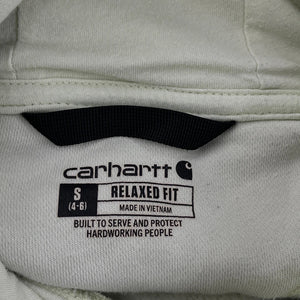 carhartt
S RELAXED FIT
(4-6) MADE IN VIETNAM
BUILT TO SERVE AND PROTECT
HARDWORKING PEOPLE